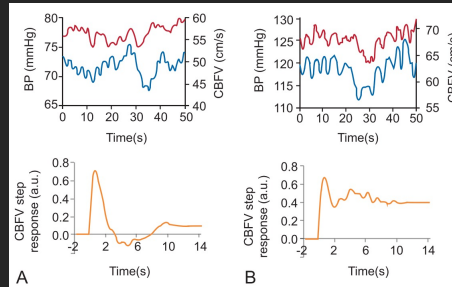 80
75
70
65
BP (mmHg)
60
55
50
45
40
CBFV (cm/s)
0 10 20 30 40 50
Time(s)
130
125
120
115
110
BP (mmHg)
70
65
60
55
CBFV (cm/s)
0 10 20 30 40 50
Time(s)
0.8
0.6
0.4
0.2
0.0
CBFV step
response (a.u.)
-2 2 6 10 14
Time(s)
A
0.8
0.6
0.4
0.2
0.0
CBFV step
response (a.u.)
-2 2 6 10 14
Time(s)
B